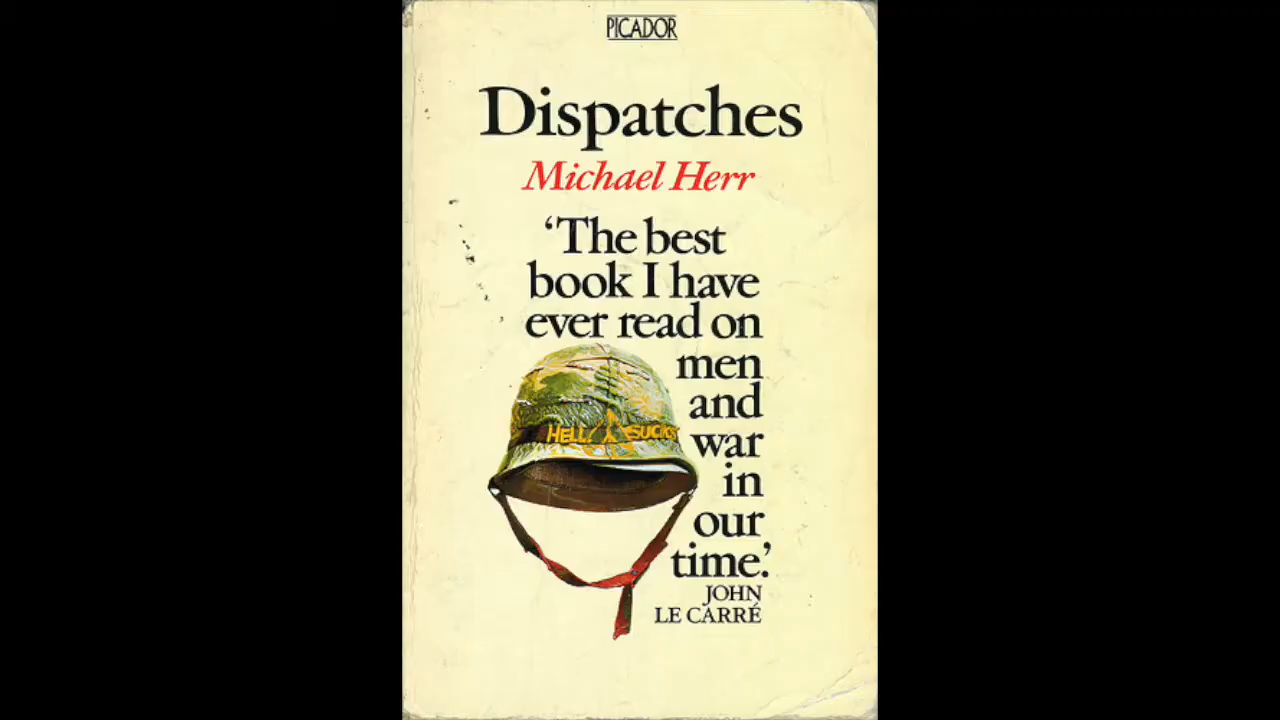 PICADOR
Dispatches
Michael Herr
‘The best
book I have
ever read on
men
and
war
in
our
time.’
JOHN
LE CARRÉ
HELL SUCKS